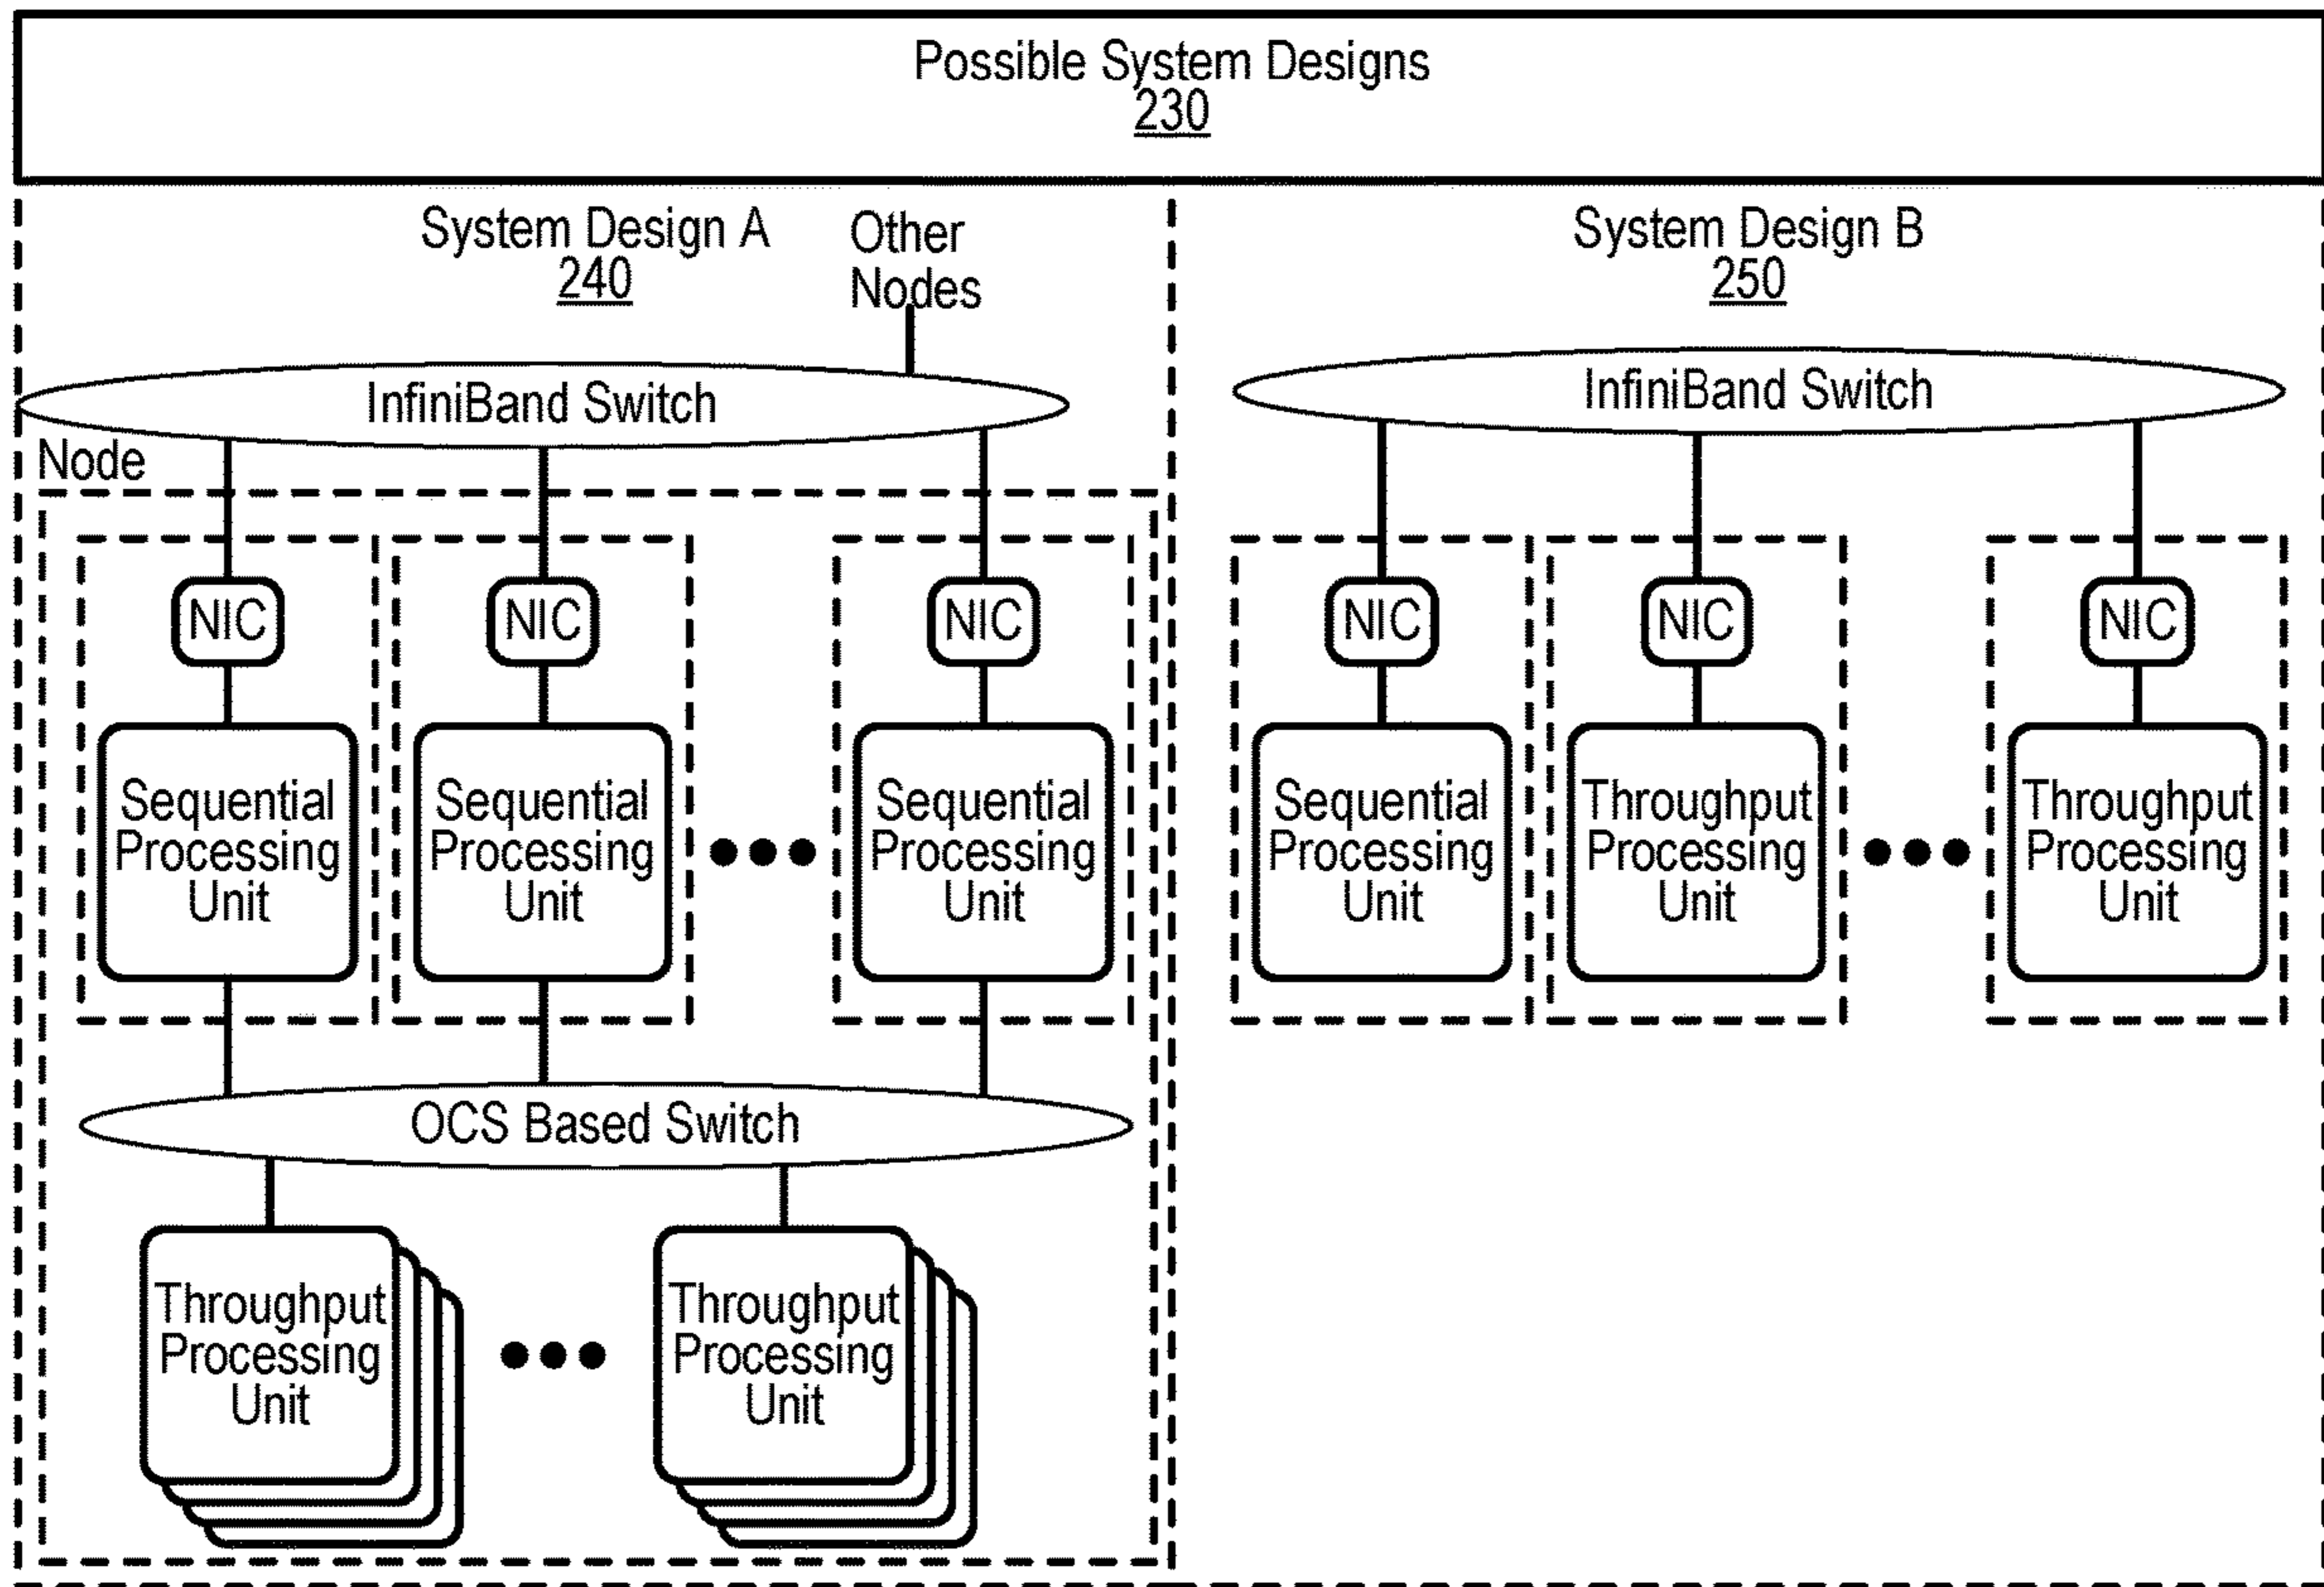 Possible System Designs
230
System Design A
240
Other
Nodes
InfiniBand Switch
Node
NIC
NIC
NIC
Sequential
Processing
Unit
Sequential
Processing
Unit
Sequential
Processing
Unit
OCS Based Switch
Throughput
Processing
Unit
Throughput
Processing
Unit
System Design B
250
InfiniBand Switch
NIC
NIC
NIC
Sequential
Processing
Unit
Throughput
Processing
Unit
Throughput
Processing
Unit